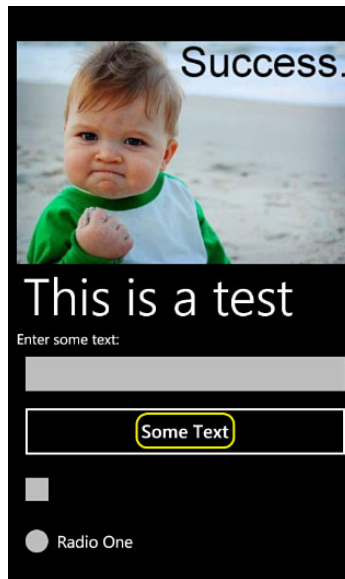 Success.
This is a test
Enter some text:
Some Text
Radio One